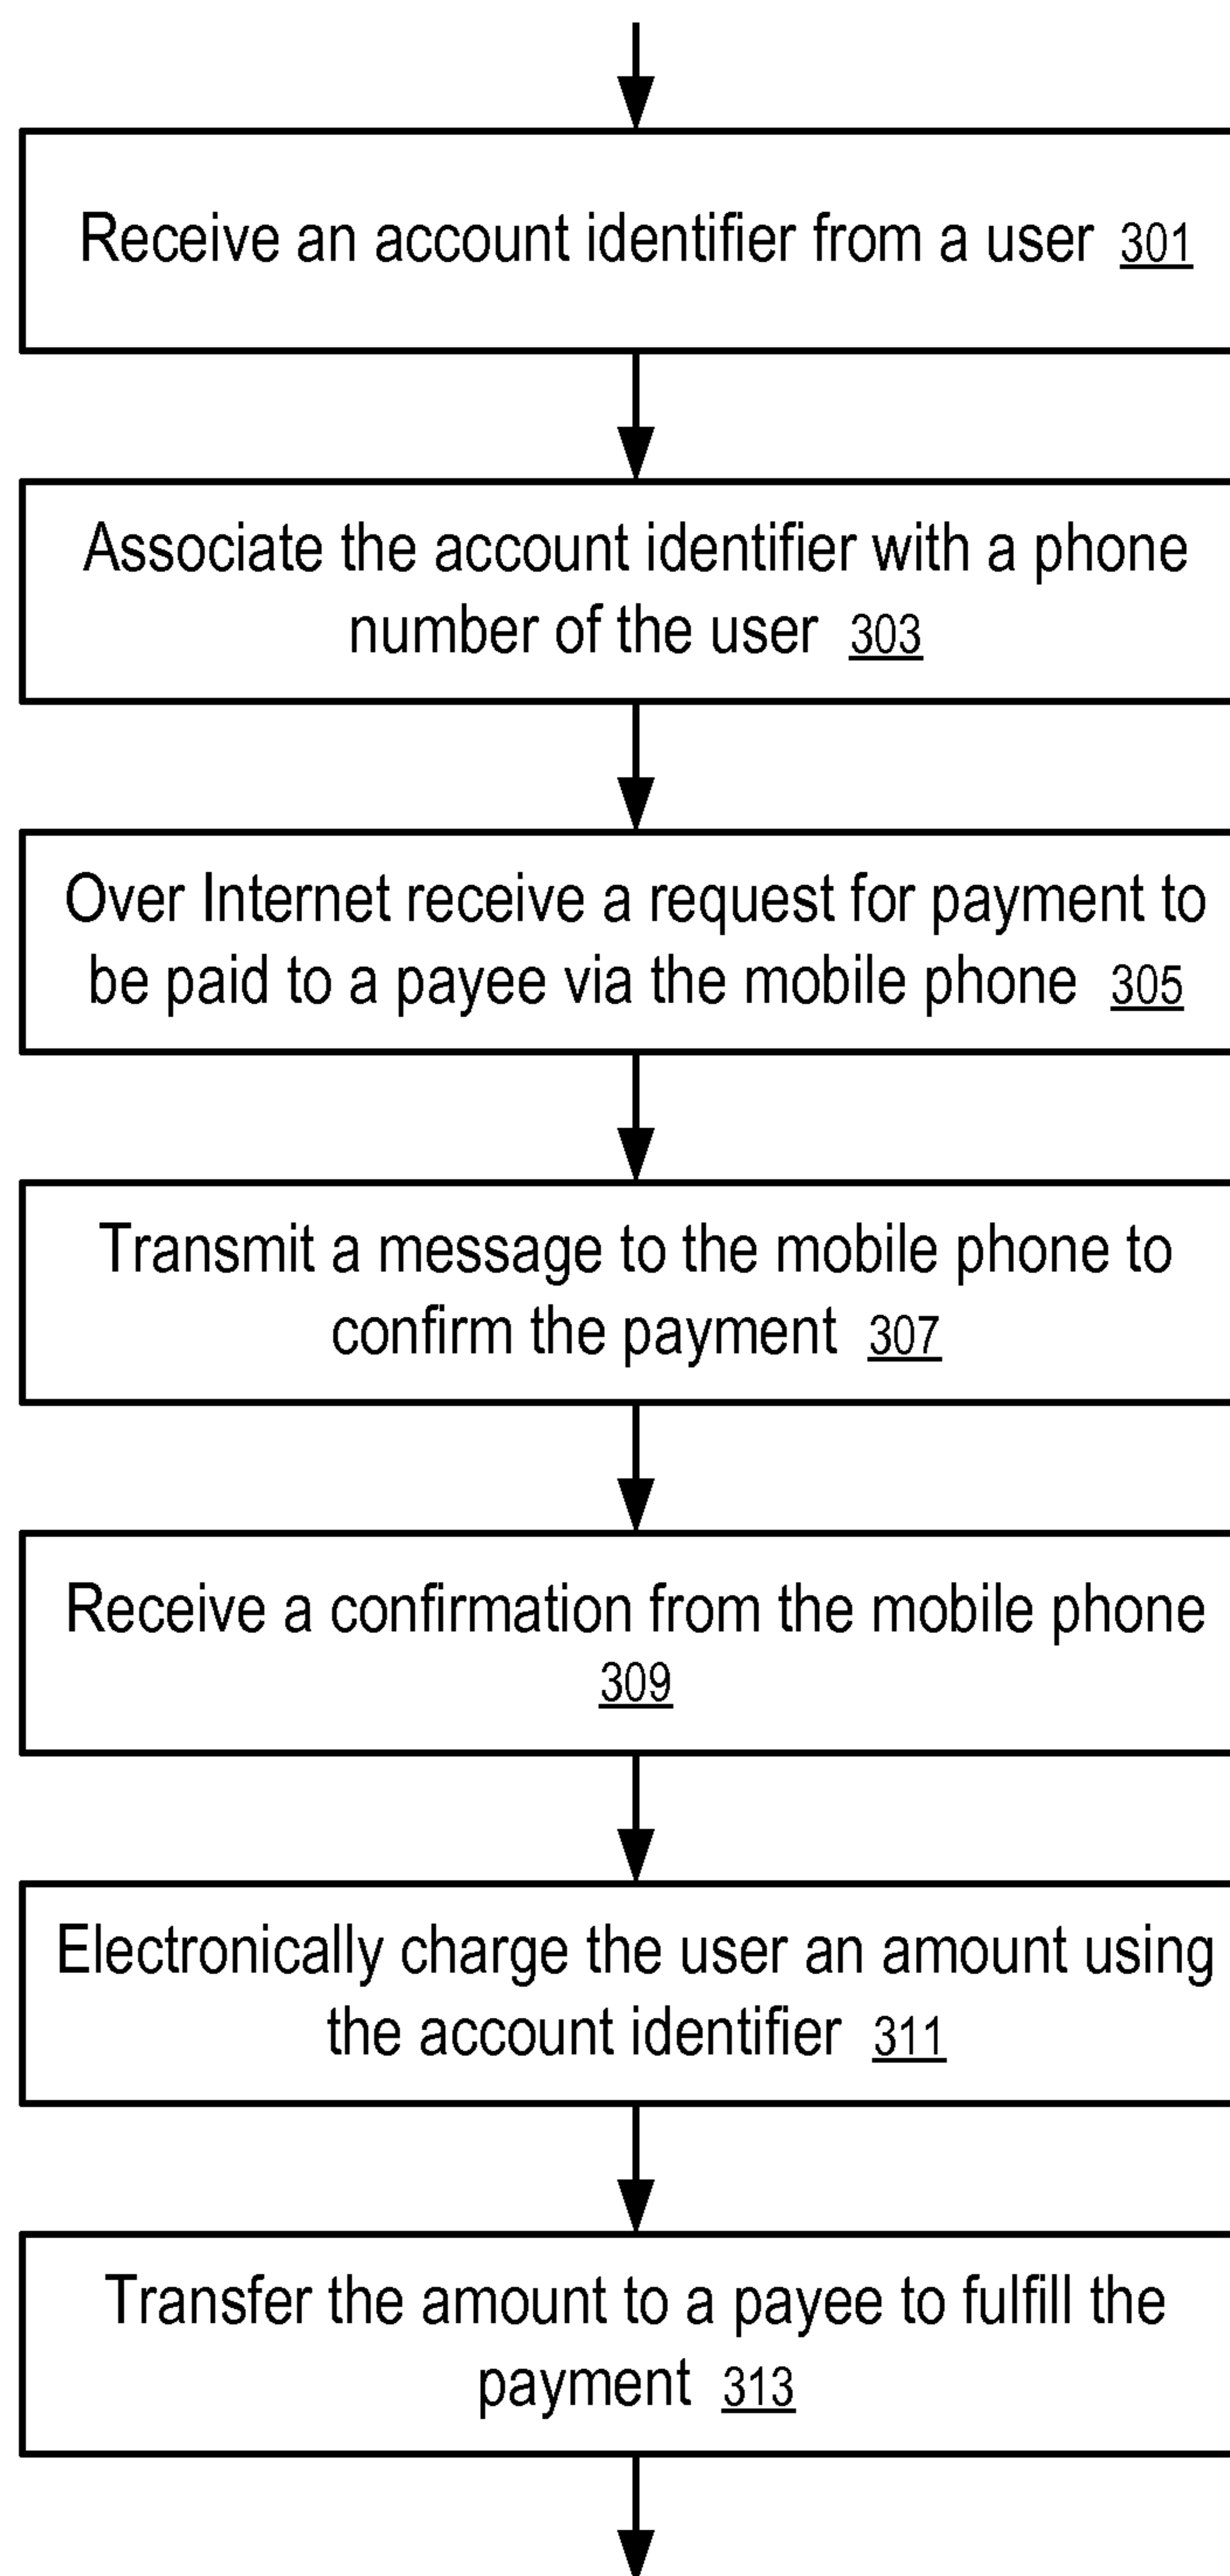 Receive an account identifier from a user 301
Associate the account identifier with a phone
number of the user 303
Over Internet receive a request for payment to
be paid to a payee via the mobile phone 305
Transmit a message to the mobile phone to
confirm the payment 307
Receive a confirmation from the mobile phone
309
Electronically charge the user an amount using
the account identifier 311
Transfer the amount to a payee to fulfill the
payment 313